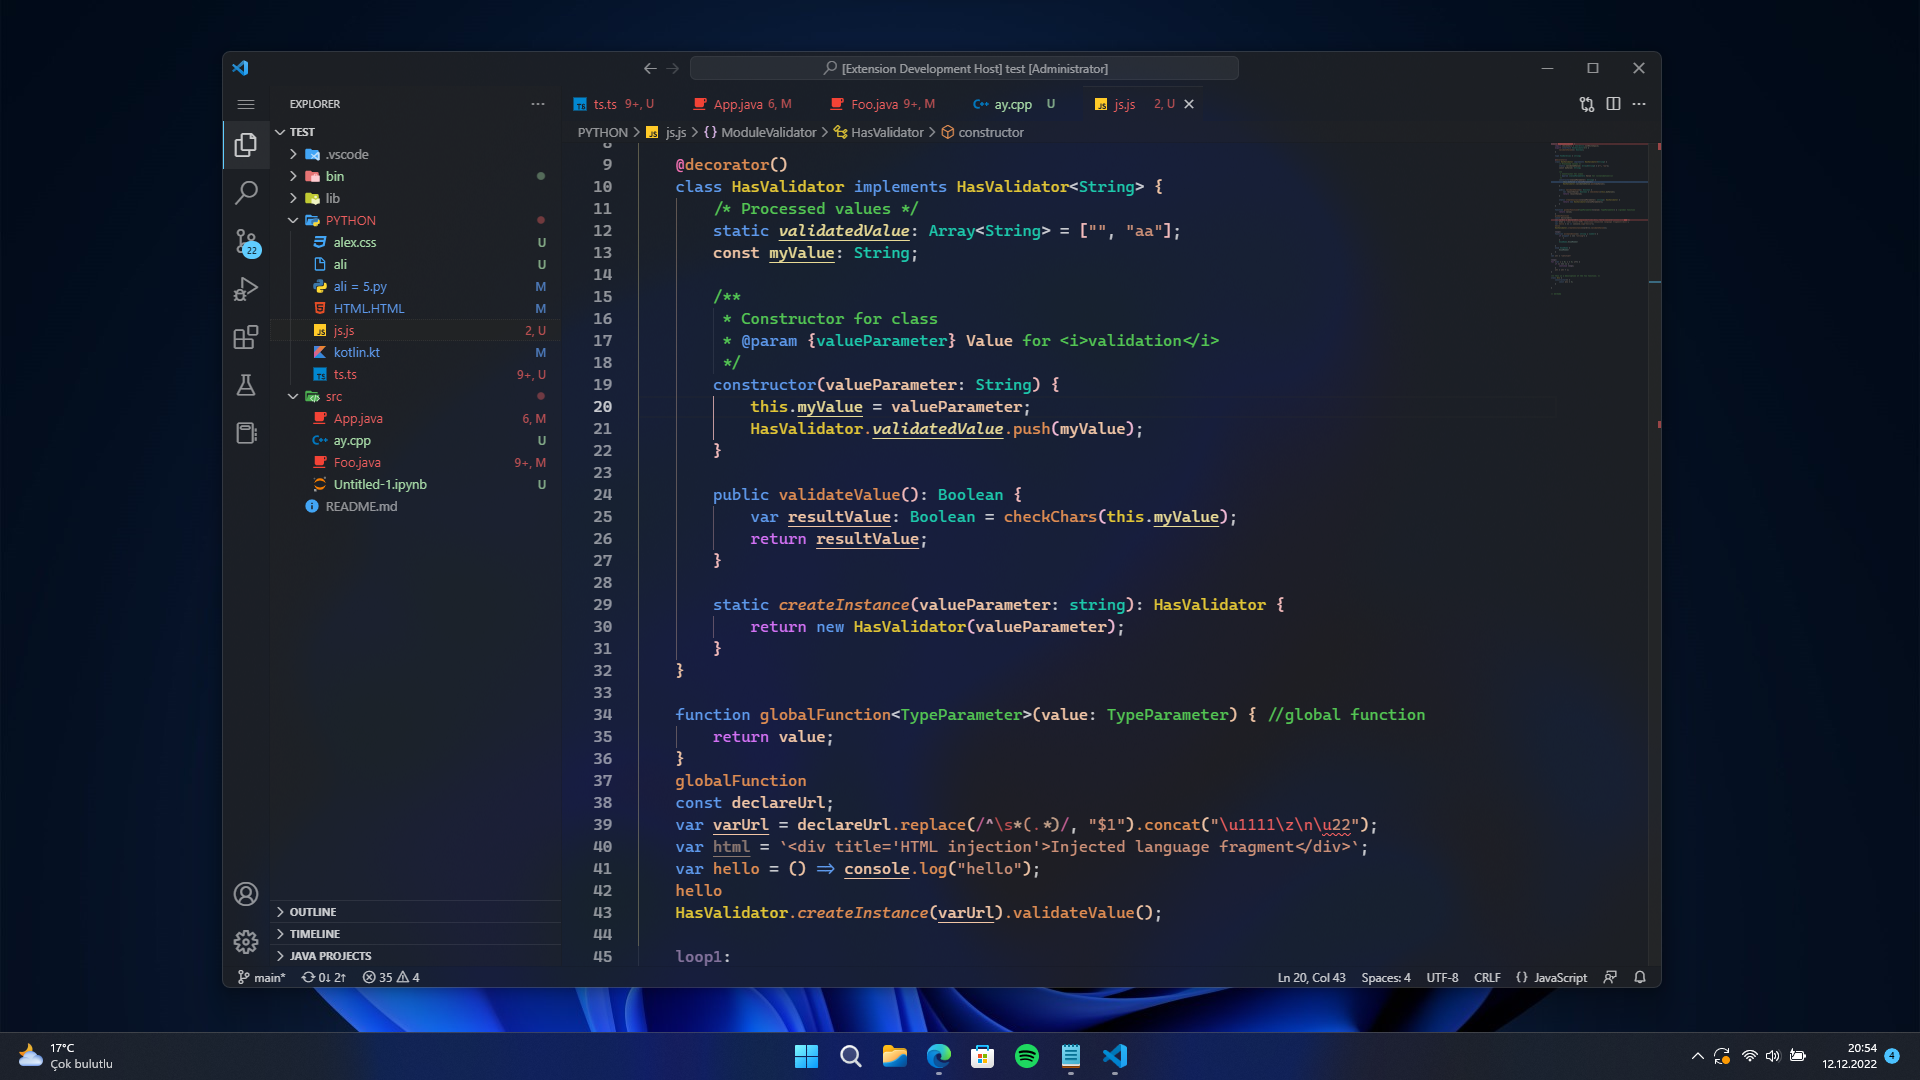 [Extension Development Host] test [Administrator]
EXPLORER
ts.ts 9+, U
App.java 6, M
Foo.java 9+, M
ay.cpp U
js.js 2, U
PYTHON > js.js > {} ModuleValidator > HasValidator > constructor
TEST
.vscode
bin
lib
PYTHON
alex.css U
ali U
ali = 5.py M
HTML.HTML M
js.js 2, U
kotlin.kt M
ts.ts 9+, U
src
App.java 6, M
ay.cpp U
Foo.java 9+, M
Untitled-1.ipynb U
README.md
22
OUTLINE
TIMELINE
JAVA PROJECTS
8
9 @decorator()
10 class HasValidator implements HasValidator<String> {
11 /* Processed values */
12 static validatedValue: Array<String> = ["", "aa"];
13 const myValue: String;
14
15 /**
16 * Constructor for class
17 * @param {valueParameter} Value for <i>validation</i>
18 */
19 constructor(valueParameter: String) {
20 this.myValue = valueParameter;
21 HasValidator.validatedValue.push(myValue);
22 }
23
24 public validateValue(): Boolean {
25 var resultValue: Boolean = checkChars(this.myValue);
26 return resultValue;
27 }
28
29 static createInstance(valueParameter: string): HasValidator {
30 return new HasValidator(valueParameter);
31 }
32 }
33
34 function globalFunction<TypeParameter>(value: TypeParameter) { //global function
35 return value;
36 }
37 globalFunction
38 const declareUrl;
39 var varUrl = declareUrl.replace(/^\s*(.*)/, "$1").concat("\u1111\z\n\u22");
40 var html = `<div title='HTML injection'>Injected language fragment</div>`;
41 var hello = () => console.log("hello");
42 hello
43 HasValidator.createInstance(varUrl).validateValue();
44
45 loop1:
main* 0↓ 2↑ 35 4
Ln 20, Col 43 Spaces: 4 UTF-8 CRLF {} JavaScript
17°C
Çok bulutlu
20:54
12.12.2022
4